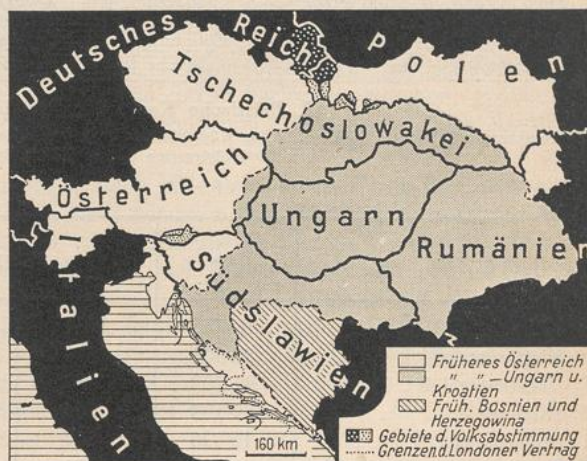 Deutsches Reich
Polen
Tschechoslowakei
Österreich
Ungarn
Rumänien
Italien
Südslawien
160 km
Früheres Österreich
" " -Ungarn u.
Kroatien
Früh. Bosnien und
Herzegowina
Gebiete d. Volksabstimmung
Grenzen d. Londoner Vertrag